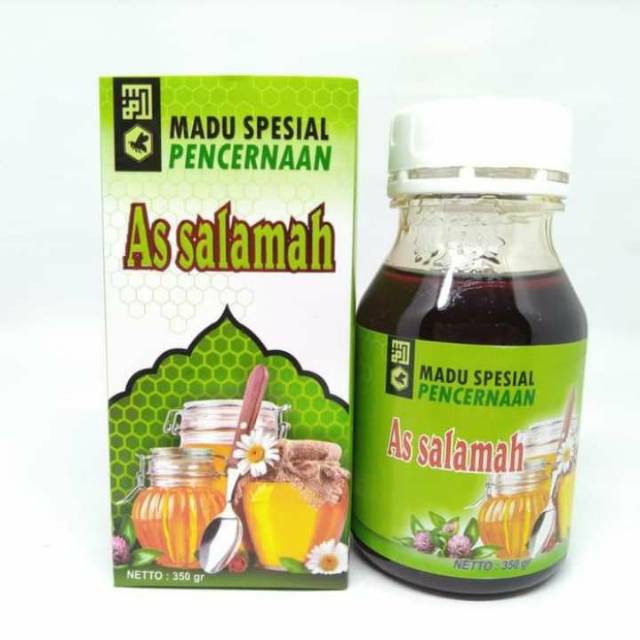 MADU SPESIAL
PENCERNAAN
As salamah
NETTO : 350 gr
MADU SPESIAL
PENCERNAAN
As salamah
NETTO : 350 gr